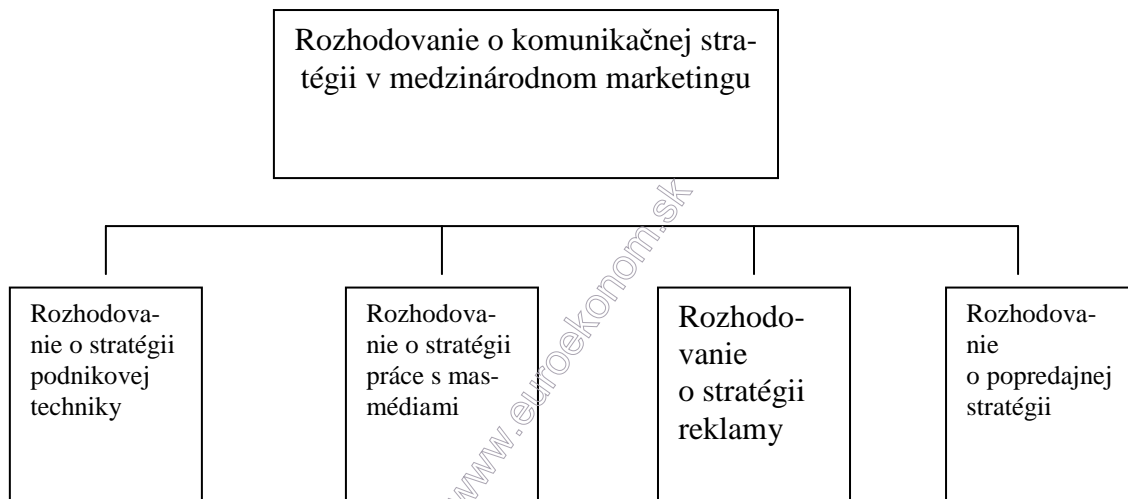 Rozhodovanie o komunikačnej stra-
tégii v medzinárodnom marketingu
Rozhodova-
nie o stratégii
podnikovej
techniky
Rozhodova-
nie o stratégii
práce s mas-
médiami
Rozhodo-
vanie
o stratégii
reklamy
Rozhodova-
nie
o popredajnej
stratégii
www.euroekonom.sk